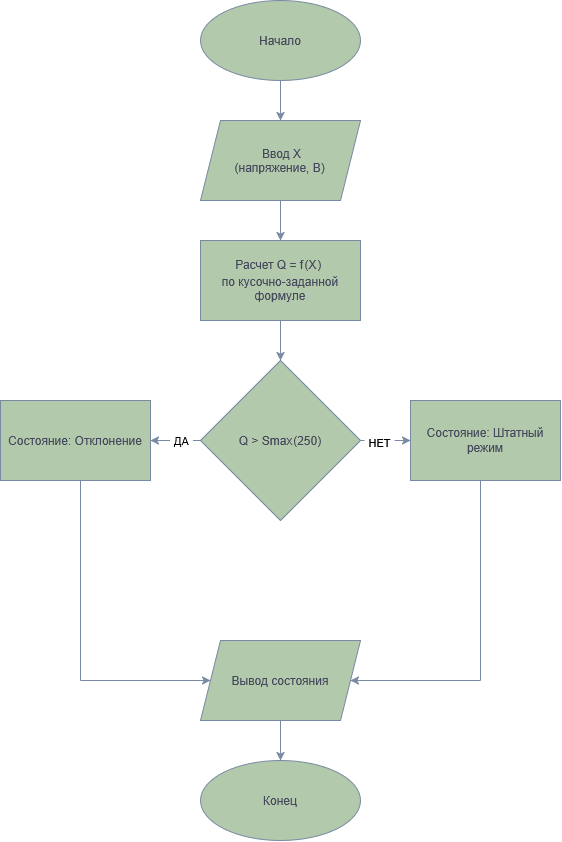 Начало
Ввод X
(напряжение, В)
Расчет Q = f(X)
по кусочно-заданной
формуле
Q > Smax(250)
Состояние: Отклонение
ДА
НЕТ
Состояние: Штатный
режим
Вывод состояния
Конец